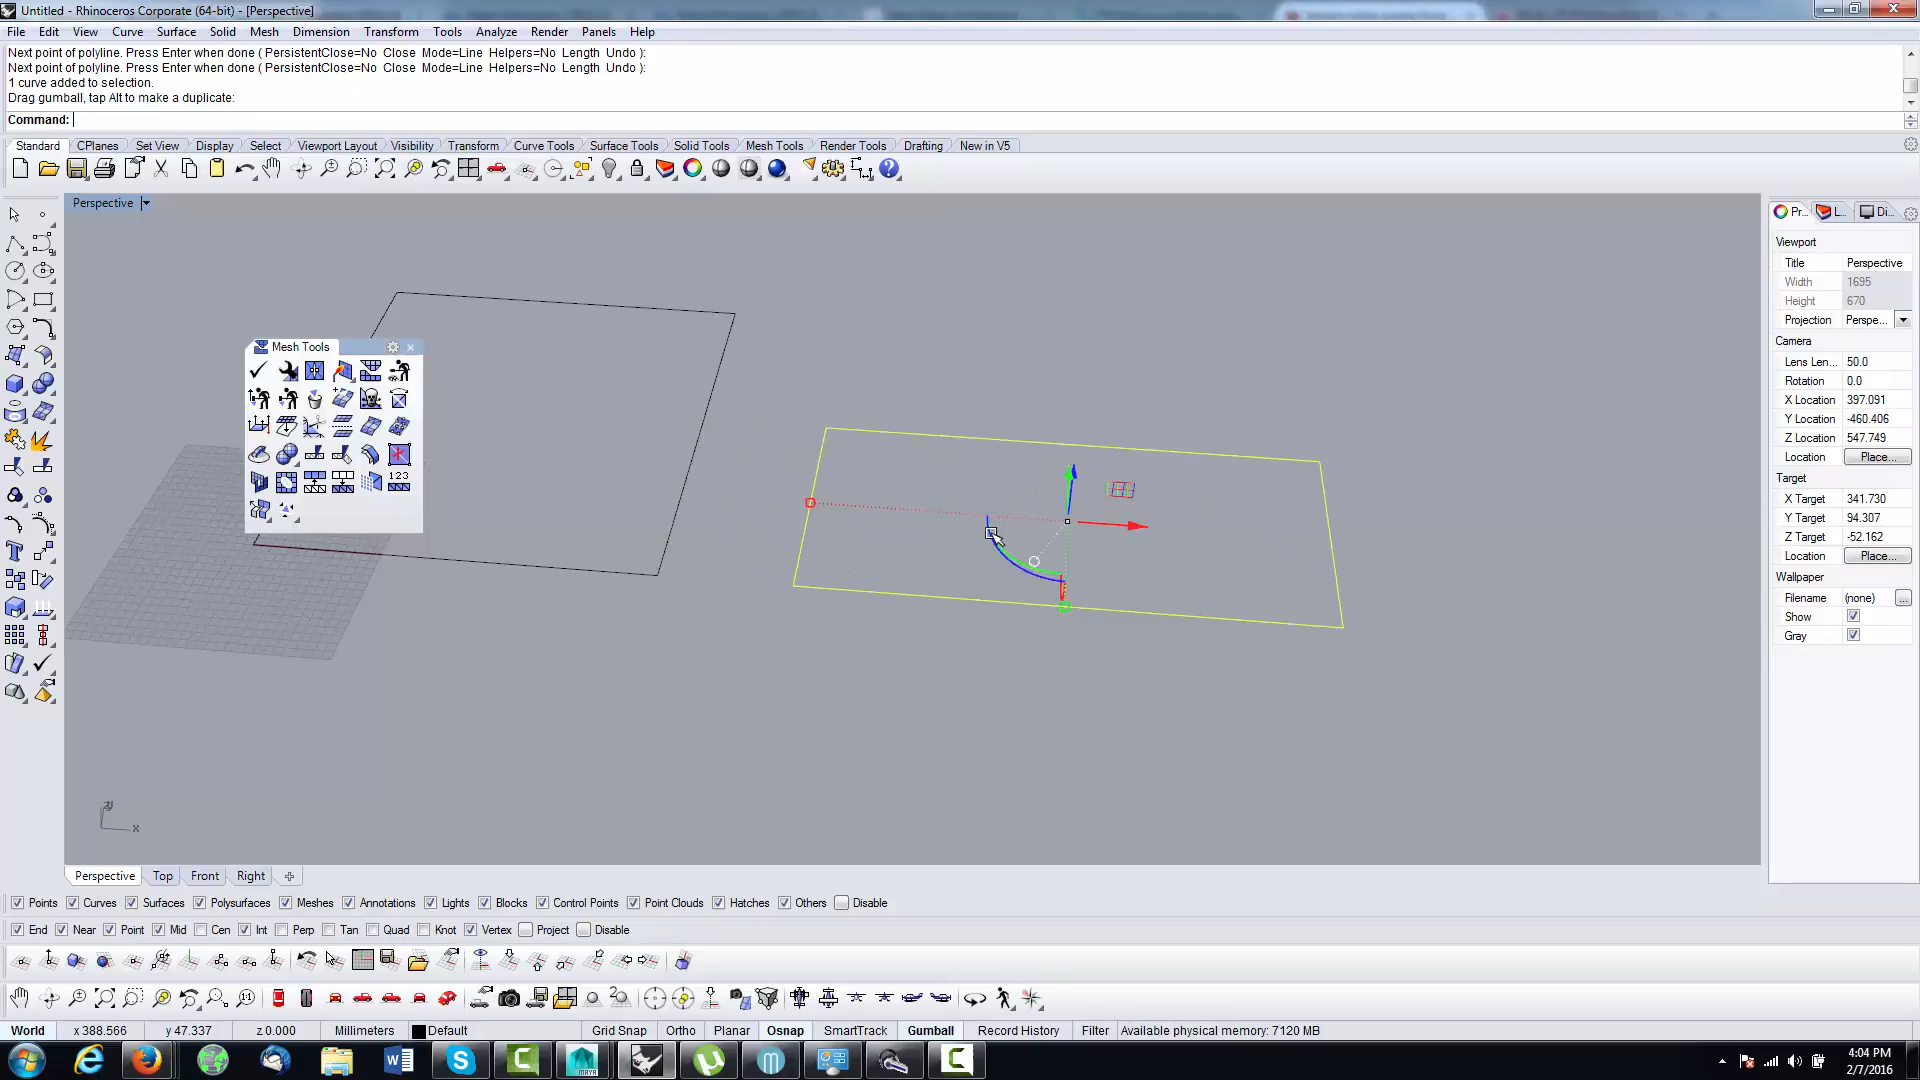 Untitled - Rhinoceros Corporate (64-bit) - [Perspective]
File Edit View Curve Surface Solid Mesh Dimension Transform Tools Analyze Render Panels Help
Next point of polyline. Press Enter when done ( PersistentClose=No Close Mode=Line Helpers=No Length Undo ):
Next point of polyline. Press Enter when done ( PersistentClose=No Close Mode=Line Helpers=No Length Undo ):
1 curve added to selection.
Drag gumball, tap Alt to make a duplicate:
Command:
Standard CPlanes Set View Display Select Viewport Layout Visibility Transform Curve Tools Surface Tools Solid Tools Mesh Tools Render Tools Drafting New in V5
Perspective
Pr... L... Di...
Viewport
Title Perspective
Width 1695
Height 670
Projection Perspe...
Camera
Lens Len... 50.0
Rotation 0.0
X Location 397.091
Y Location -460.406
Z Location 547.749
Location Place...
Target
X Target 341.730
Y Target 94.307
Z Target -52.162
Location Place...
Wallpaper
Filename (none) ...
Show
Gray
Mesh Tools
123
x
Perspective Top Front Right
Points Curves Surfaces Polysurfaces Meshes Annotations Lights Blocks Control Points Point Clouds Hatches Others Disable
End Near Point Mid Cen Int Perp Tan Quad Knot Vertex Project Disable
World x 388.566 y 47.337 z 0.000 Millimeters Default Grid Snap Ortho Planar Osnap SmartTrack Gumball Record History Filter Available physical memory: 7120 MB
4:04 PM
2/7/2016